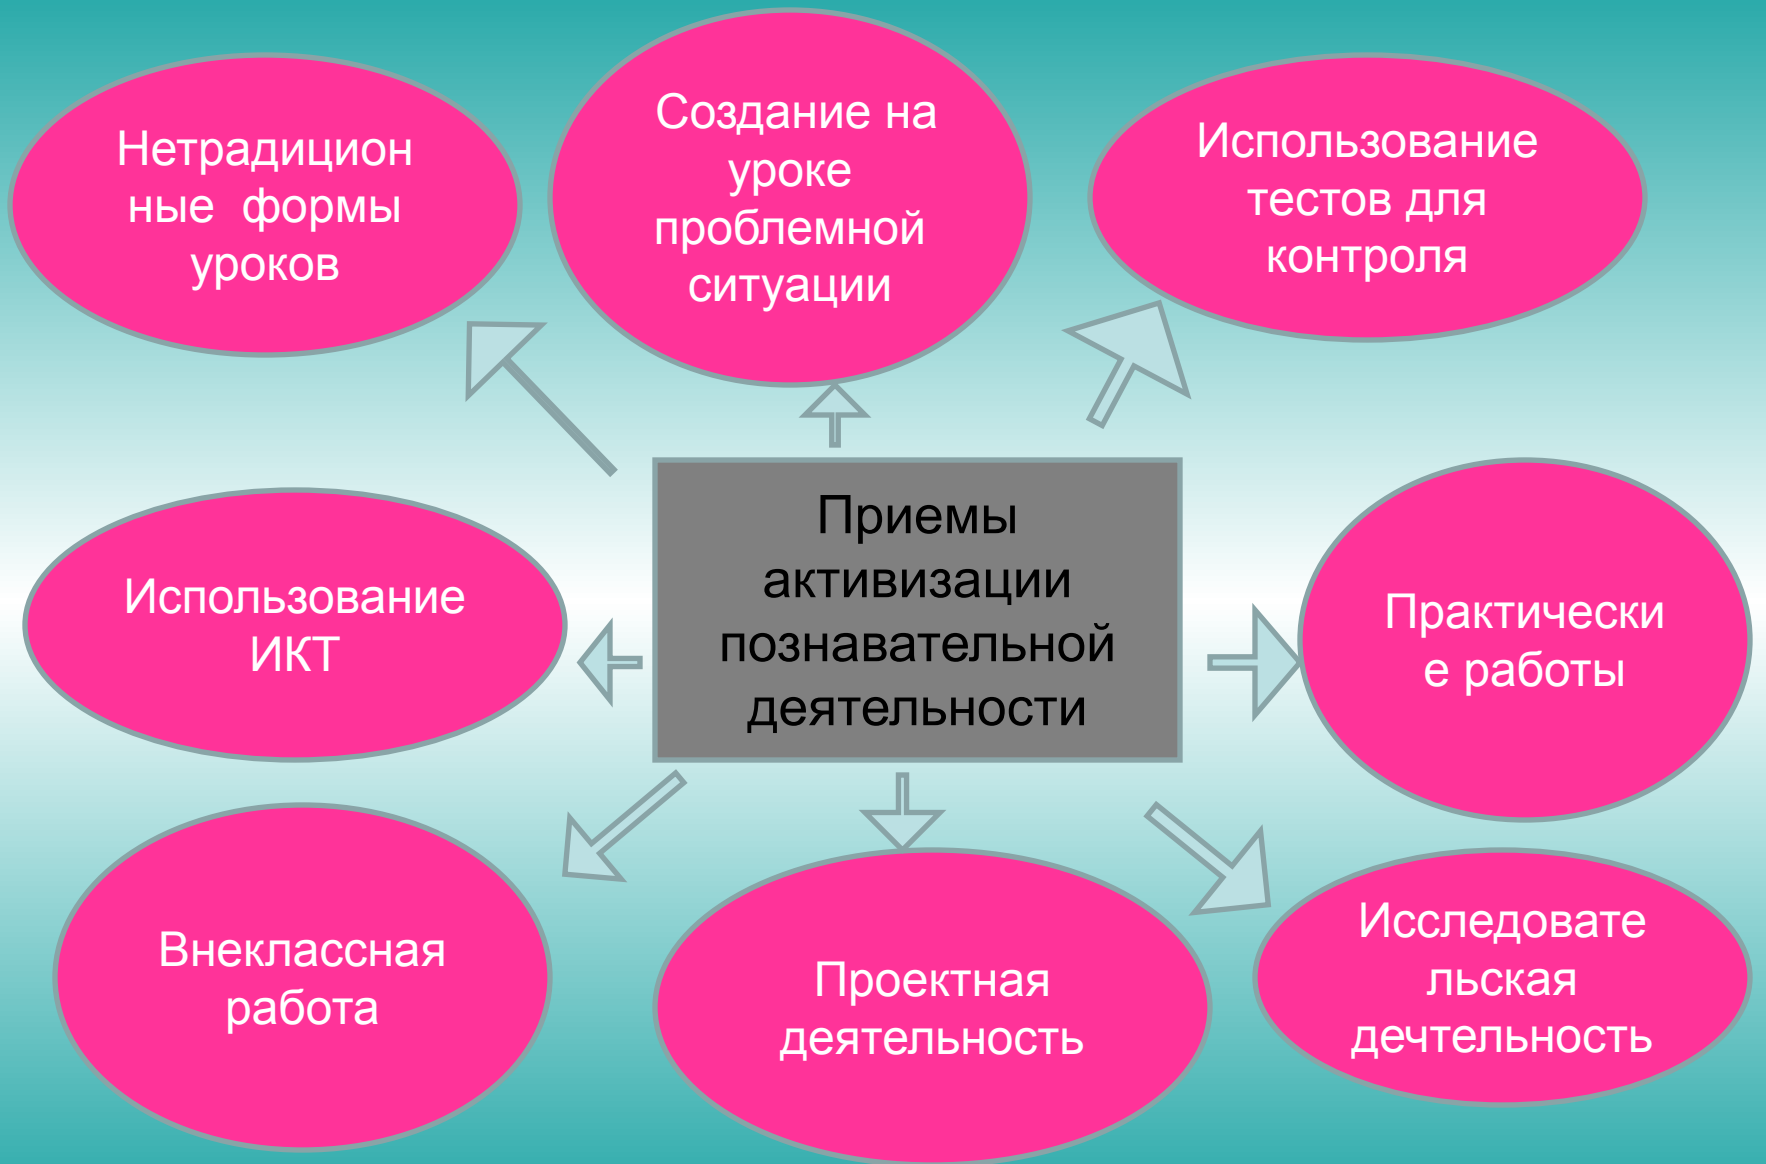 Нетрадицион
ные формы
уроков
Создание на
уроке
проблемной
ситуации
Использование
тестов для
контроля
Использование
ИКТ
Приемы
активизации
познавательной
деятельности
Практически
е работы
Внеклассная
работа
Проектная
деятельность
Исследовате
льская
дечтельность